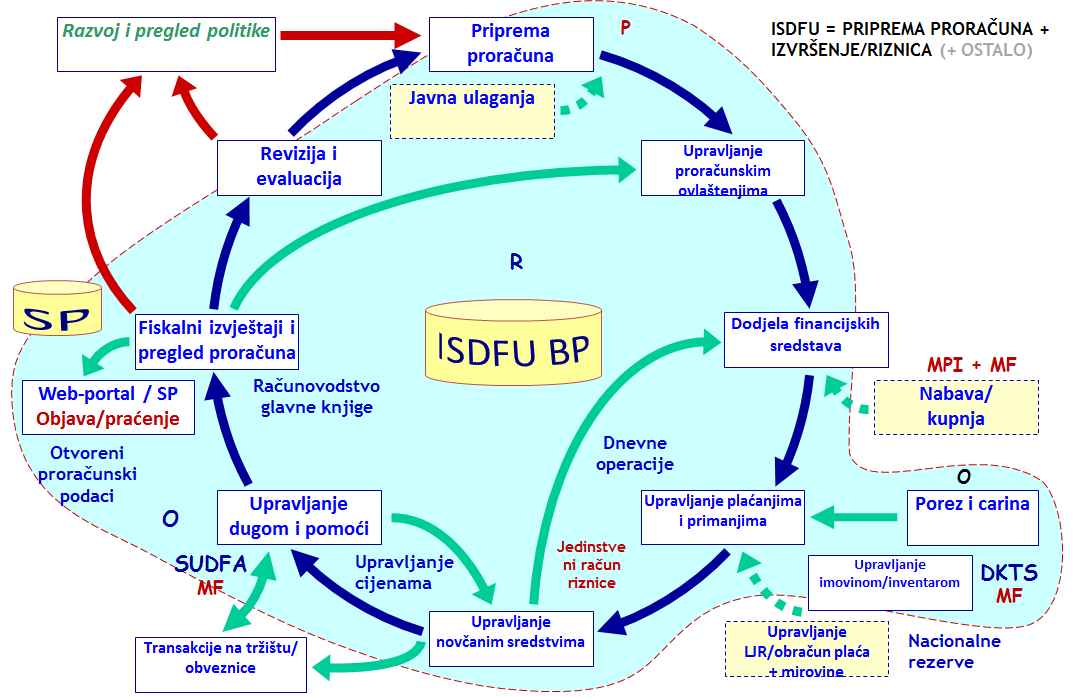 Razvoj i pregled politike
Priprema
proračuna
P
ISDFU = PRIPREMA PRORAČUNA +
IZVRŠENJE/RIZNICA (+ OSTALO)
Javna ulaganja
Revizija i
evaluacija
Upravljanje
proračunskim
ovlaštenjima
R
SP
Fiskalni izvještaji i
pregled proračuna
ISDFU BP
Dodjela financijskih
sredstava
MPI + MF
Nabava/
kupnja
Web-portal / SP
Objava/praćenje
Računovodstvo
glavne knjige
Otvoreni
proračunski
podaci
Dnevne
operacije
O
O
Upravljanje
dugom i pomoći
Upravljanje plaćanjima
i primanjima
Porez i carina
SUDFA
MF
Upravljanje
cijenama
Jedinstve
ni račun
riznice
Upravljanje
imovinom/inventarom
DKTS
MF
Upravljanje
novčanim sredstvima
Transakcije na tržištu/
obveznice
Upravljanje
LJR/obračun plaća
+ mirovine
Nacionalne
rezerve